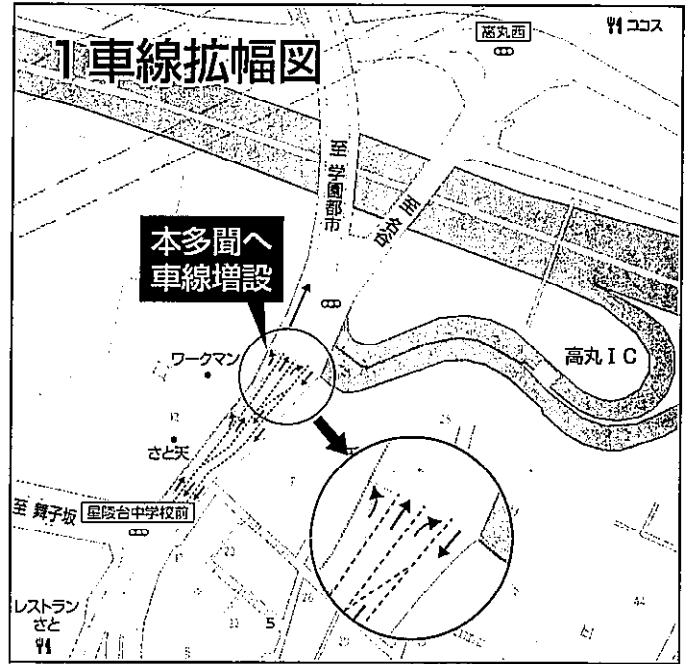 1車線拡幅図
高丸西
ココス
至 学園都市
至 名谷
本多聞へ
車線増設
ワークマン
高丸IC
さと天
至 舞子坂
星陵台中学校前
レストラン
さと
5